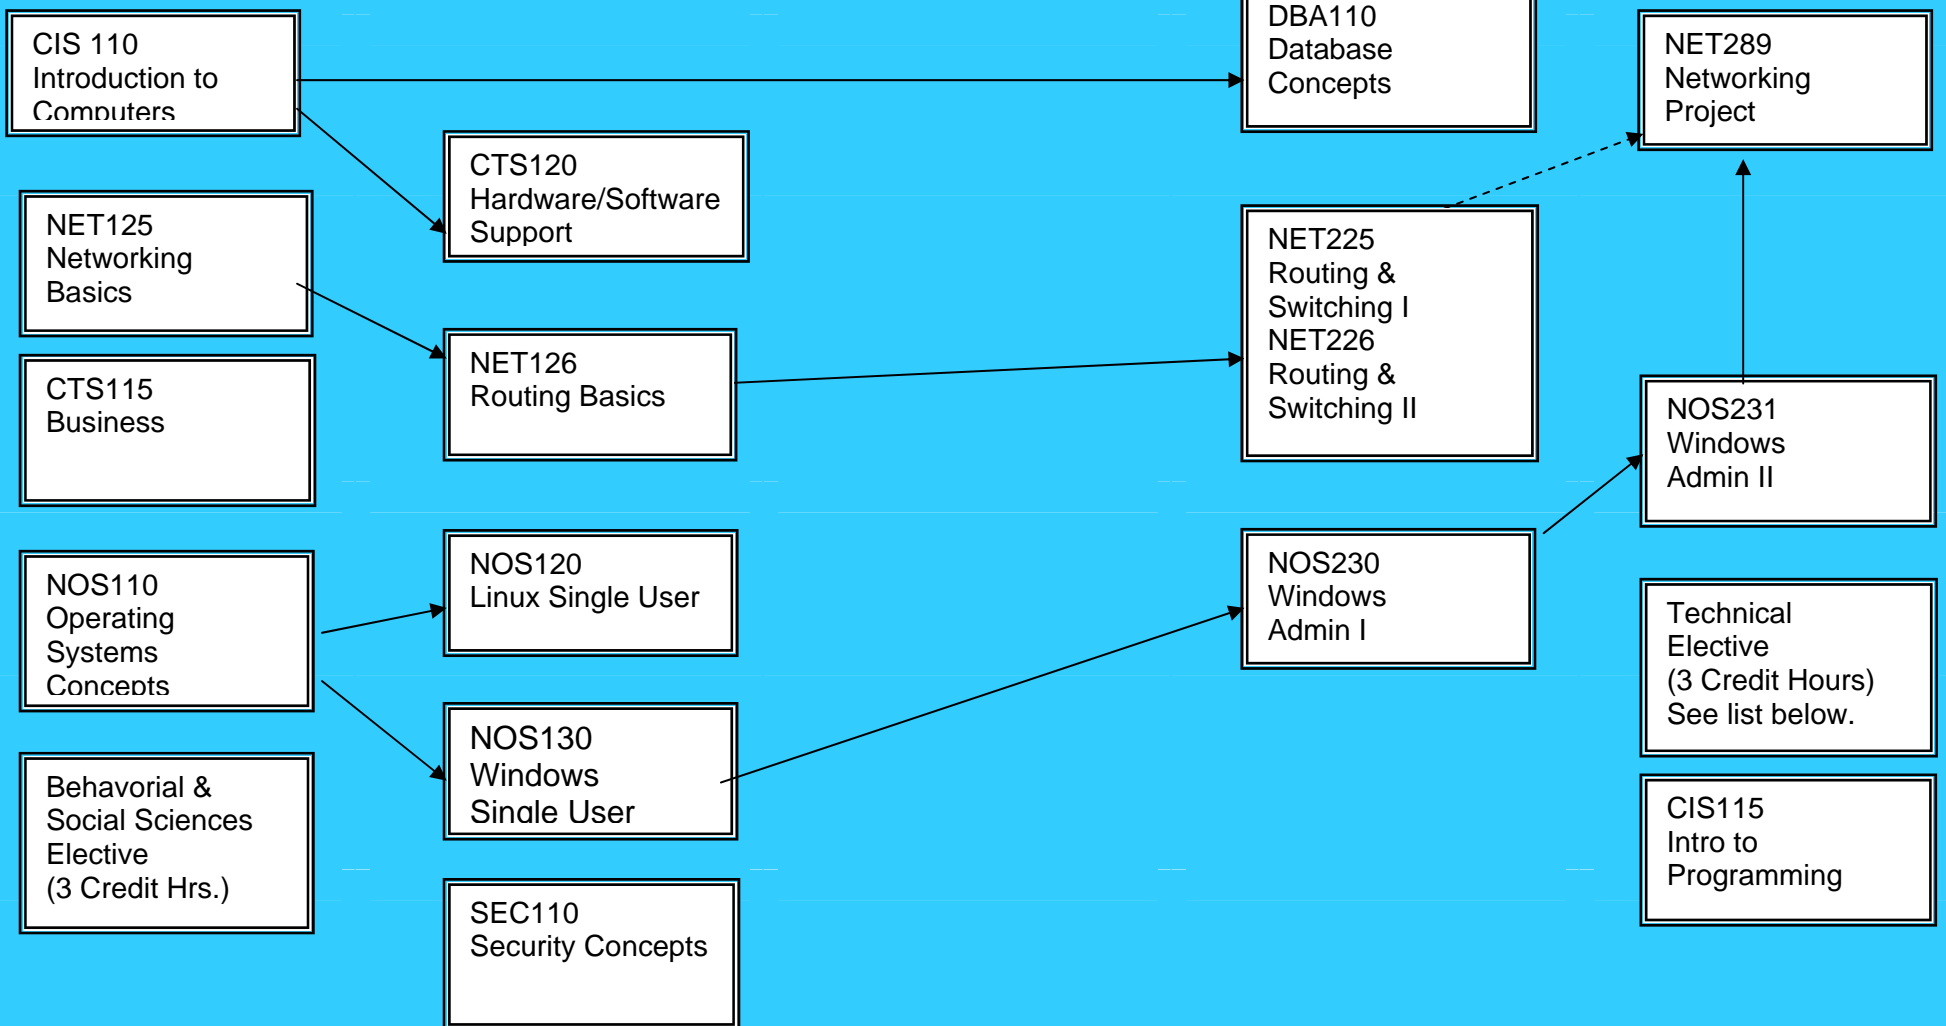 CIS 110
Introduction to
Computers
NET125
Networking
Basics
CTS115
Business
NOS110
Operating
Systems
Concepts
Behavorial &
Social Sciences
Elective
(3 Credit Hrs.)
CTS120
Hardware/Software
Support
NET126
Routing Basics
NOS120
Linux Single User
NOS130
Windows
Single User
SEC110
Security Concepts
DBA110
Database
Concepts
NET225
Routing &
Switching I
NET226
Routing &
Switching II
NOS230
Windows
Admin I
NET289
Networking
Project
NOS231
Windows
Admin II
Technical
Elective
(3 Credit Hours)
See list below.
CIS115
Intro to
Programming